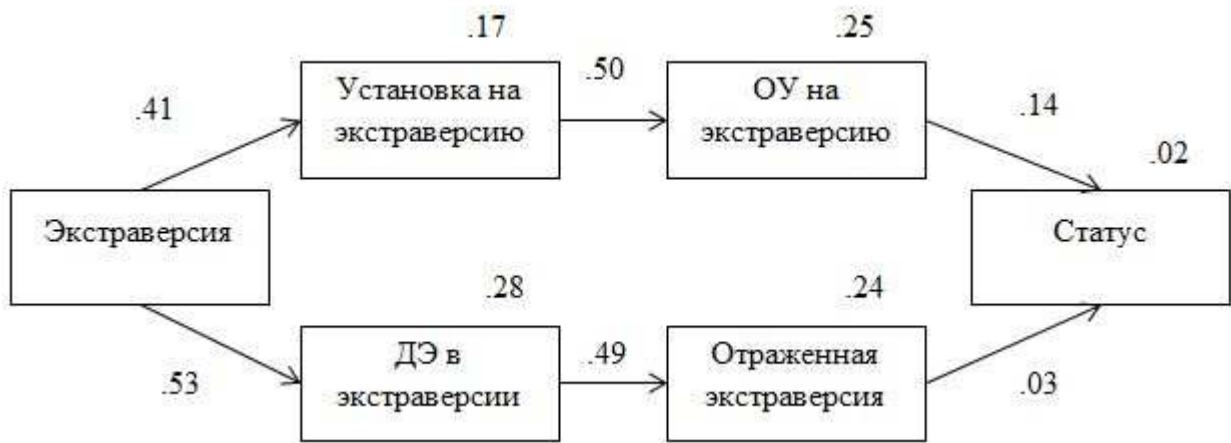 .17
.25
.41
Установка на
экстраверсию
.50
ОУ на
экстраверсию
.14
.02
Экстраверсия
Статус
.28
.24
.53
ДЭ в
экстраверсии
.49
Отраженная
экстраверсия
.03